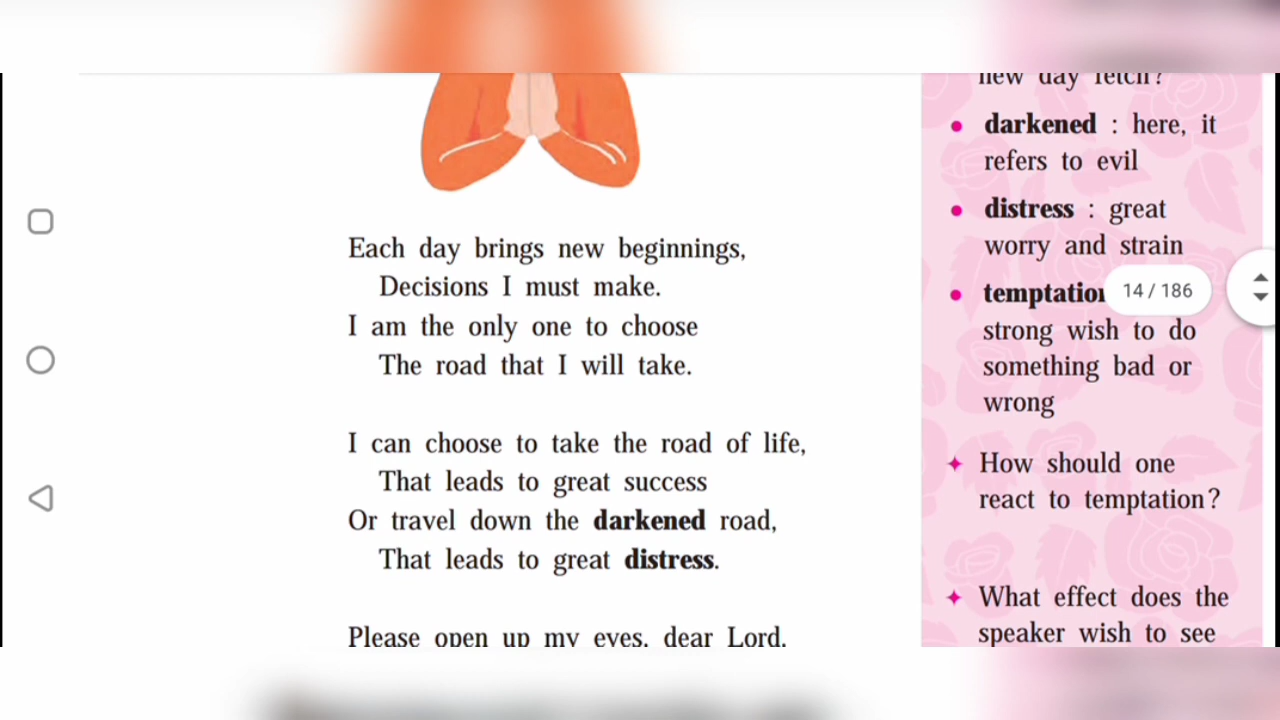 Each day brings new beginnings,
Decisions I must make.
I am the only one to choose
The road that I will take.
I can choose to take the road of life,
That leads to great success
Or travel down the darkened road,
That leads to great distress.
Please open up my eyes, dear Lord,
new day fetch?
• darkened : here, it
refers to evil
• distress : great
worry and strain
• temptation
strong wish to do
something bad or
wrong
14 / 186
✦ How should one
react to temptation?
✦ What effect does the
speaker wish to see